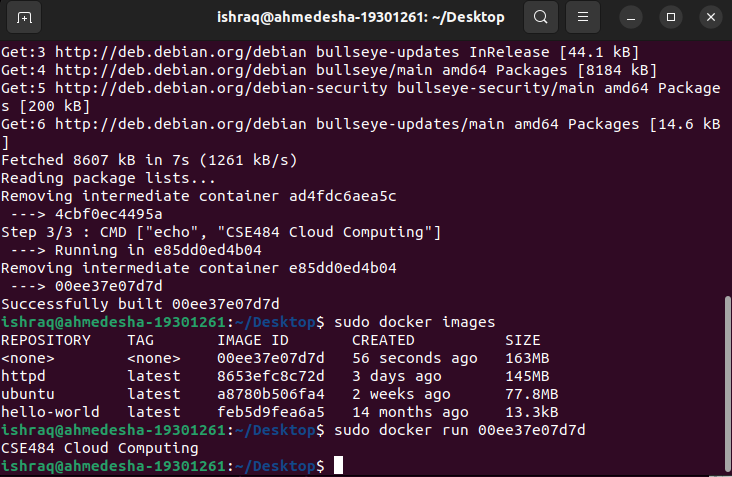 ishraq@ahmedesha-19301261: ~/Desktop
Get:3 http://deb.debian.org/debian bullseye-updates InRelease [44.1 kB]
Get:4 http://deb.debian.org/debian bullseye/main amd64 Packages [8184 kB]
Get:5 http://deb.debian.org/debian-security bullseye-security/main amd64 Package
s [200 kB]
Get:6 http://deb.debian.org/debian bullseye-updates/main amd64 Packages [14.6 kB
]
Fetched 8607 kB in 7s (1261 kB/s)
Reading package lists...
Removing intermediate container ad4fdc6aea5c
 ---> 4cbf0ec4495a
Step 3/3 : CMD ["echo", "CSE484 Cloud Computing"]
 ---> Running in e85dd0ed4b04
Removing intermediate container e85dd0ed4b04
 ---> 00ee37e07d7d
Successfully built 00ee37e07d7d
ishraq@ahmedesha-19301261:~/Desktop$ sudo docker images
REPOSITORY    TAG       IMAGE ID       CREATED          SIZE
<none>        <none>    00ee37e07d7d   56 seconds ago   163MB
httpd         latest    8653efc8c72d   3 days ago       145MB
ubuntu        latest    a8780b506fa4   2 weeks ago      77.8MB
hello-world   latest    feb5d9fea6a5   14 months ago    13.3kB
ishraq@ahmedesha-19301261:~/Desktop$ sudo docker run 00ee37e07d7d
CSE484 Cloud Computing
ishraq@ahmedesha-19301261:~/Desktop$